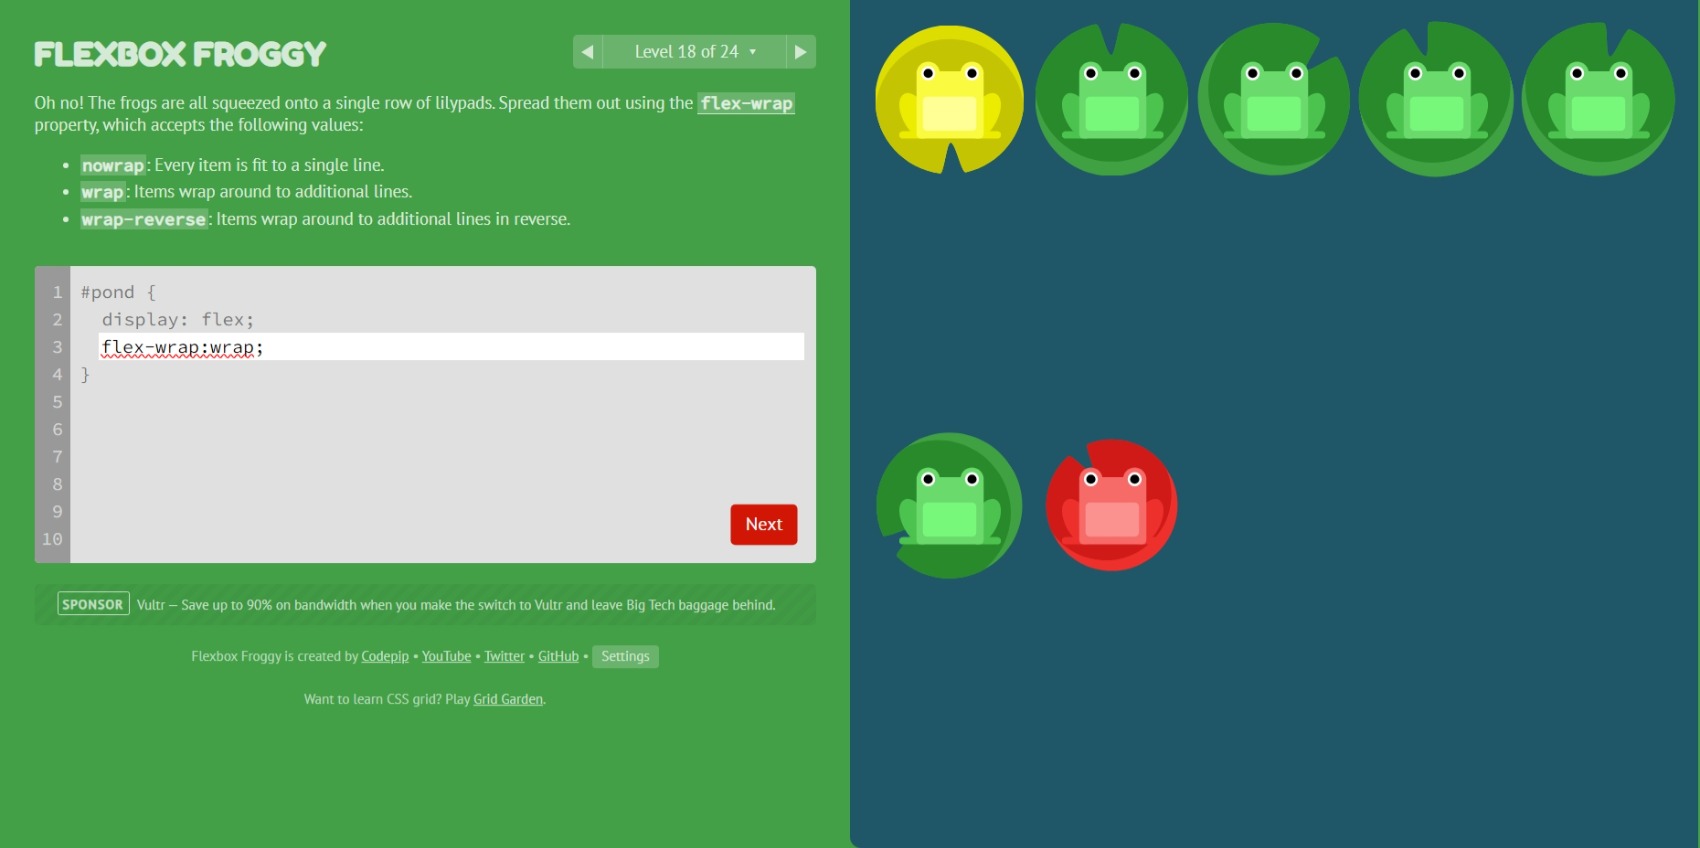 FLEXBOX FROGGY
◀ Level 18 of 24 ▾ ▶
Oh no! The frogs are all squeezed onto a single row of lilypads. Spread them out using the flex-wrap
property, which accepts the following values:
• nowrap: Every item is fit to a single line.
• wrap: Items wrap around to additional lines.
• wrap-reverse: Items wrap around to additional lines in reverse.
1 #pond {
2 display: flex;
3 flex-wrap:wrap;
4 }
5
6
7
8
9
10
Next
SPONSOR Vultr — Save up to 90% on bandwidth when you make the switch to Vultr and leave Big Tech baggage behind.
Flexbox Froggy is created by Codepip • YouTube • Twitter • GitHub • Settings
Want to learn CSS grid? Play Grid Garden.